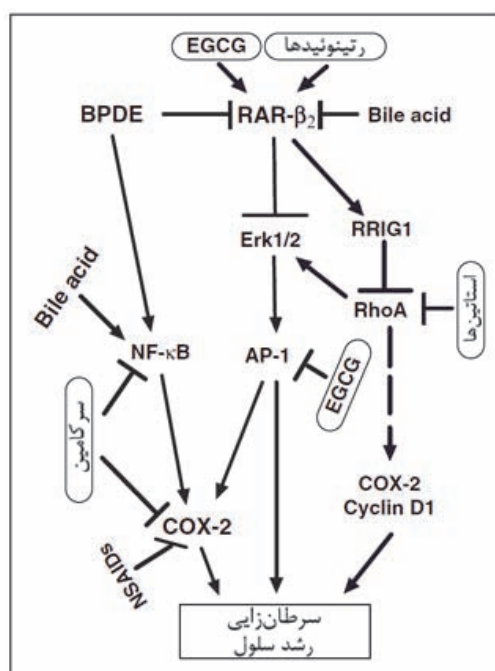 EGCG رتینوئیدها
BPDE RAR-β₂ Bile acid
Erk1/2 RRIG1
Bile acid
RhoA استاتین‌ها
NF-κB AP-1 EGCG
سرکامین
COX-2
Cyclin D1
COX-2
NSAIDs
سرطان‌زایی
رشد سلول